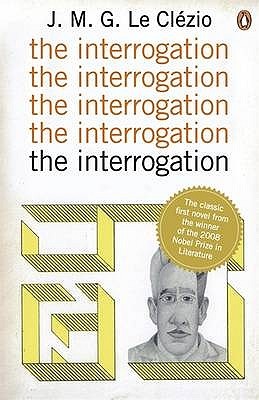 J. M. G. Le Clézio
the interrogation
the interrogation
the interrogation
the interrogation
the interrogation
The classic
first novel from
the winner
of the 2008
Nobel Prize in
Literature